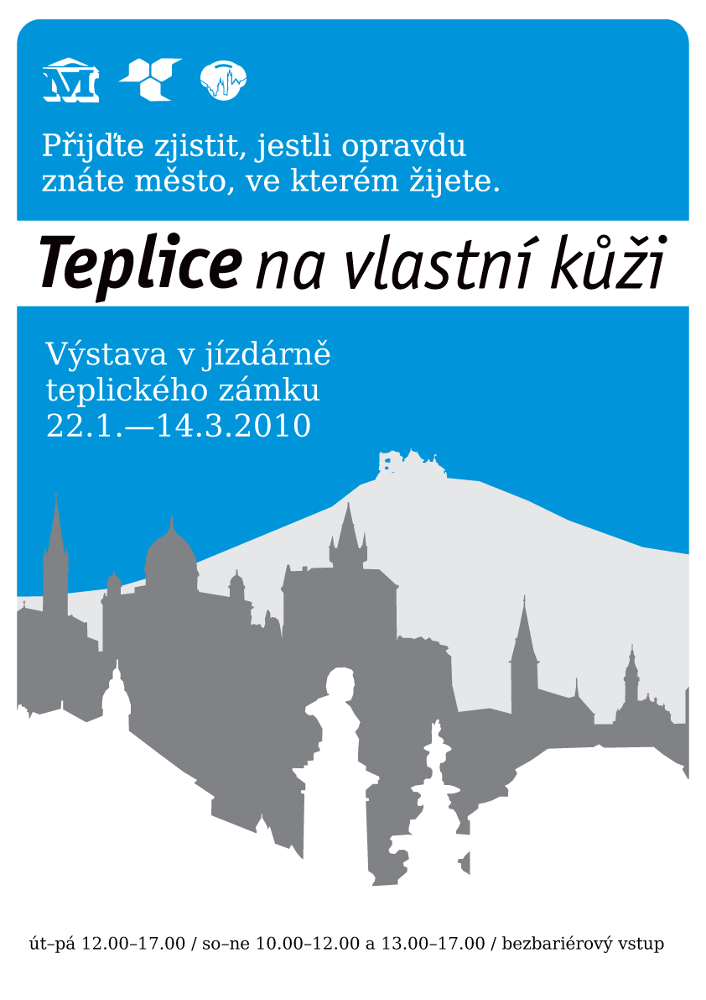 M
Přijďte zjistit, jestli opravdu
znáte město, ve kterém žijete.
Teplice na vlastní kůži
Výstava v jízdárně
teplického zámku
22.1.—14.3.2010
út–pá 12.00–17.00 / so–ne 10.00–12.00 a 13.00–17.00 / bezbariérový vstup